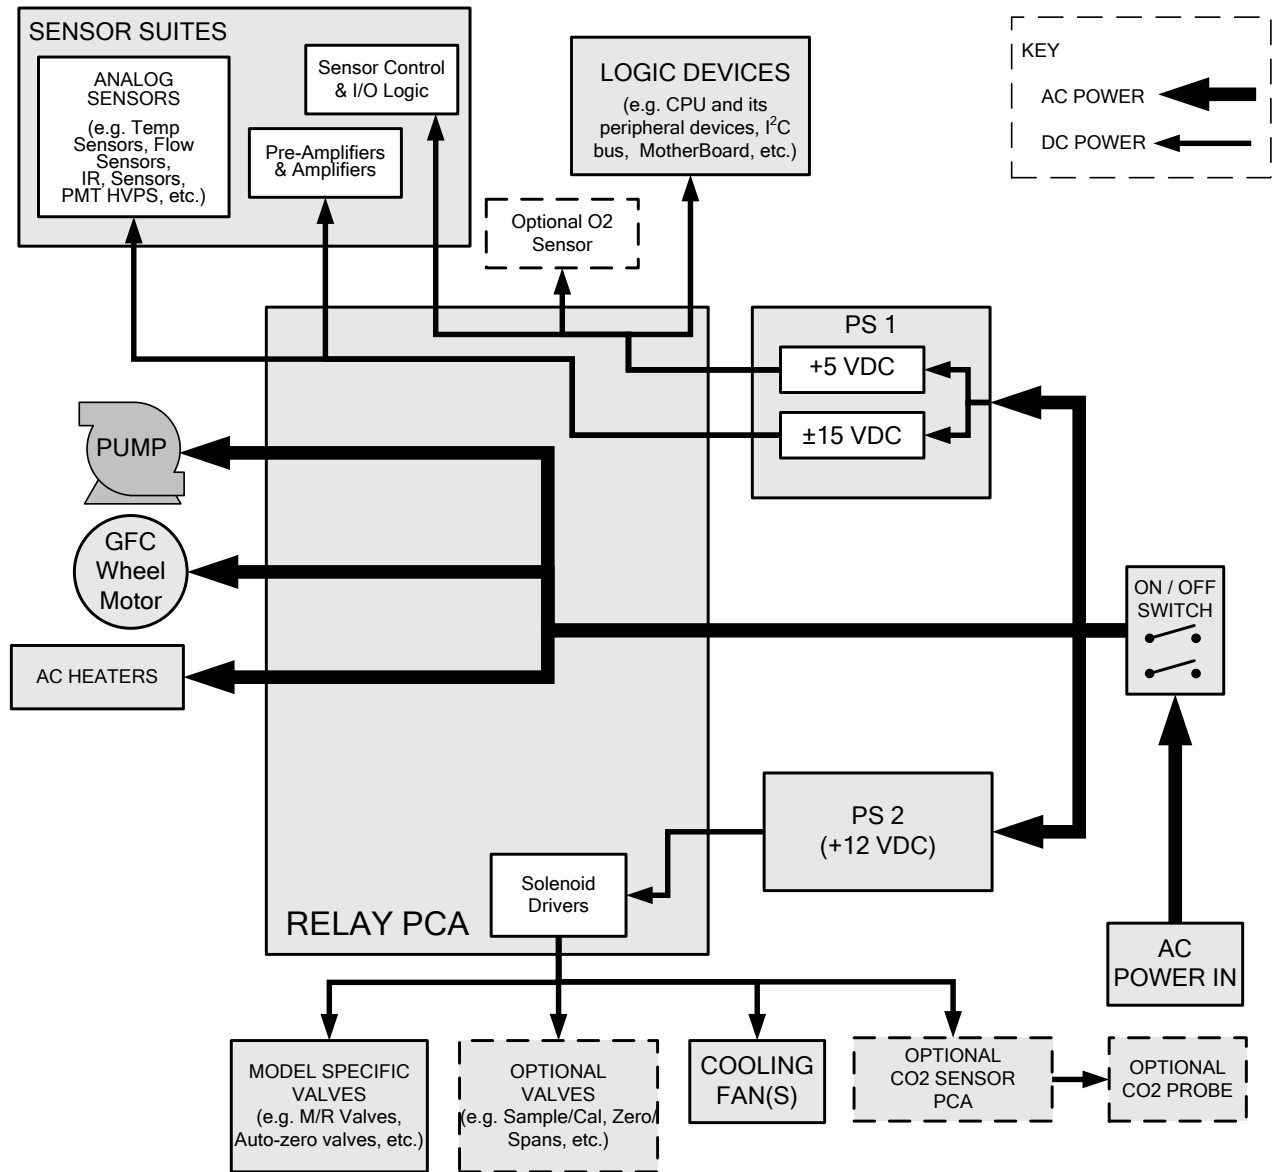 SENSOR SUITES
ANALOG
SENSORS
(e.g. Temp
Sensors, Flow
Sensors,
IR, Sensors,
PMT HVPS, etc.)
Sensor Control
& I/O Logic
Pre-Amplifiers
& Amplifiers
LOGIC DEVICES
(e.g. CPU and its
peripheral devices, I²C
bus, MotherBoard, etc.)
Optional O2
Sensor
KEY
AC POWER
DC POWER
PS 1
+5 VDC
±15 VDC
PUMP
GFC
Wheel
Motor
AC HEATERS
ON / OFF
SWITCH
PS 2
(+12 VDC)
Solenoid
Drivers
RELAY PCA
AC
POWER IN
MODEL SPECIFIC
VALVES
(e.g. M/R Valves,
Auto-zero valves, etc.)
OPTIONAL
VALVES
(e.g. Sample/Cal, Zero/
Spans, etc.)
COOLING
FAN(S)
OPTIONAL
CO2 SENSOR
PCA
OPTIONAL
CO2 PROBE